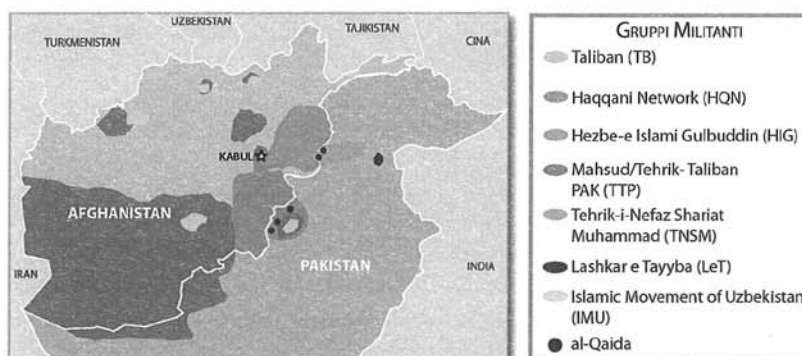 UZBEKISTAN
TAJIKISTAN
TURKMENISTAN
CINA
KABUL
AFGHANISTAN
PAKISTAN
IRAN
INDIA
GRUPPI MILITANTI
Taliban (TB)
Haqqani Network (HQN)
Hezbe-e Islami Gulbuddin (HIG)
Mahsud/Tehrik-Taliban
PAK (TTP)
Tehrik-i-Nefaz Shariat
Muhammad (TNSM)
Lashkar e Tayyba (LeT)
Islamic Movement of Uzbekistan
(IMU)
al-Qaida